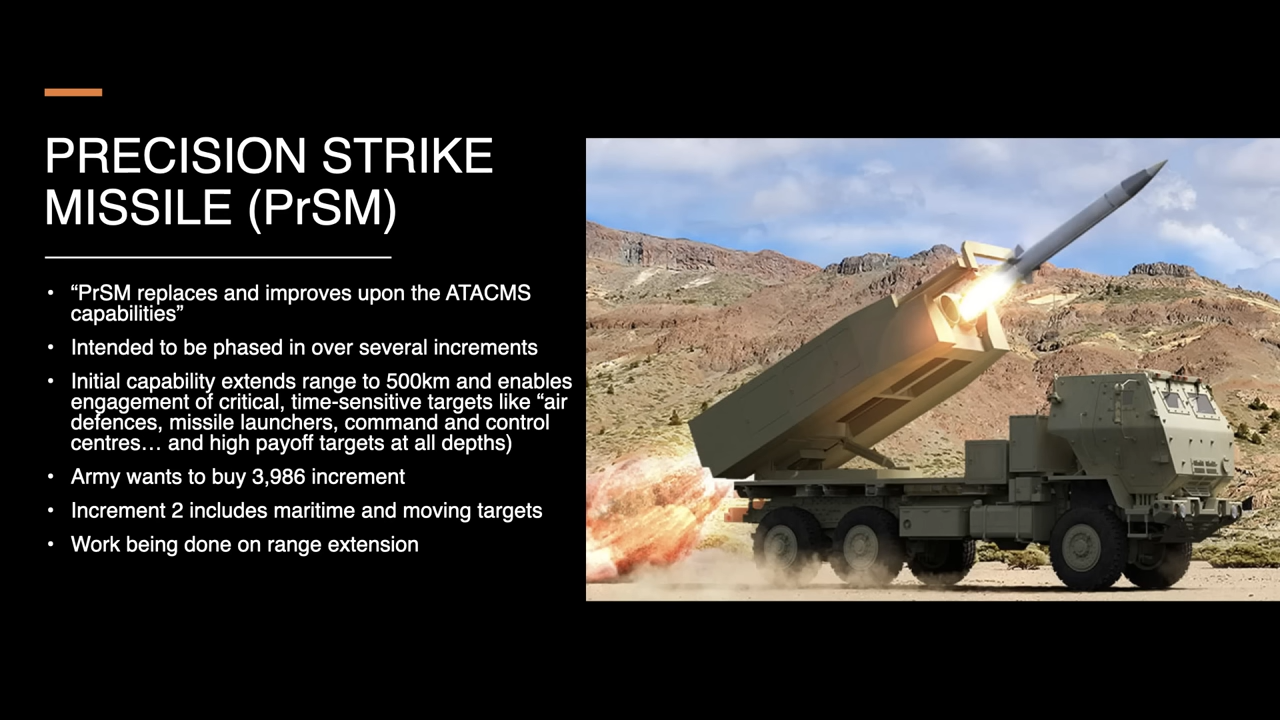 PRECISION STRIKE
MISSILE (PrSM)
• “PrSM replaces and improves upon the ATACMS
capabilities”
• Intended to be phased in over several increments
• Initial capability extends range to 500km and enables
engagement of critical, time-sensitive targets like “air
defences, missile launchers, command and control
centres… and high payoff targets at all depths)
• Army wants to buy 3,986 increment
• Increment 2 includes maritime and moving targets
• Work being done on range extension